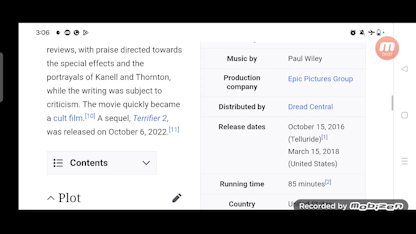 3:06
reviews, with praise directed towards
the special effects and the
portrayals of Kanell and Thornton,
while the writing was subject to
criticism. The movie quickly became
a cult film.[10] A sequel, Terrifier 2,
was released on October 6, 2022.[11]
Contents
Plot
Music by Paul Wiley
Production company Epic Pictures Group
Distributed by Dread Central
Release dates October 15, 2016
(Telluride)[1]
March 15, 2018
(United States)
Running time 85 minutes[2]
Country
Recorded by
Mobizen